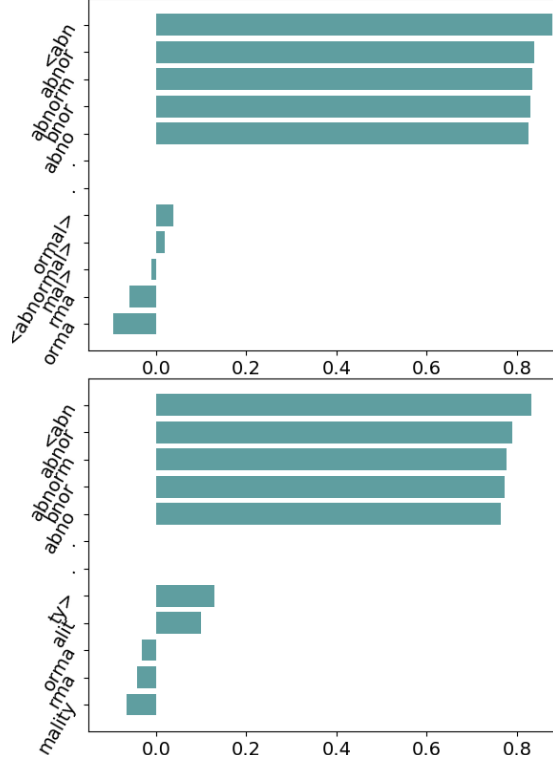 <abn
abnor
abnorm
bnor
abno
.
.
ormal>
<abnormal>
mal>
rma
orma
0.0 0.2 0.4 0.6 0.8
<abn
abnor
abnorm
bnor
abno
.
.
ty>
alit
orma
rma
mality
0.0 0.2 0.4 0.6 0.8